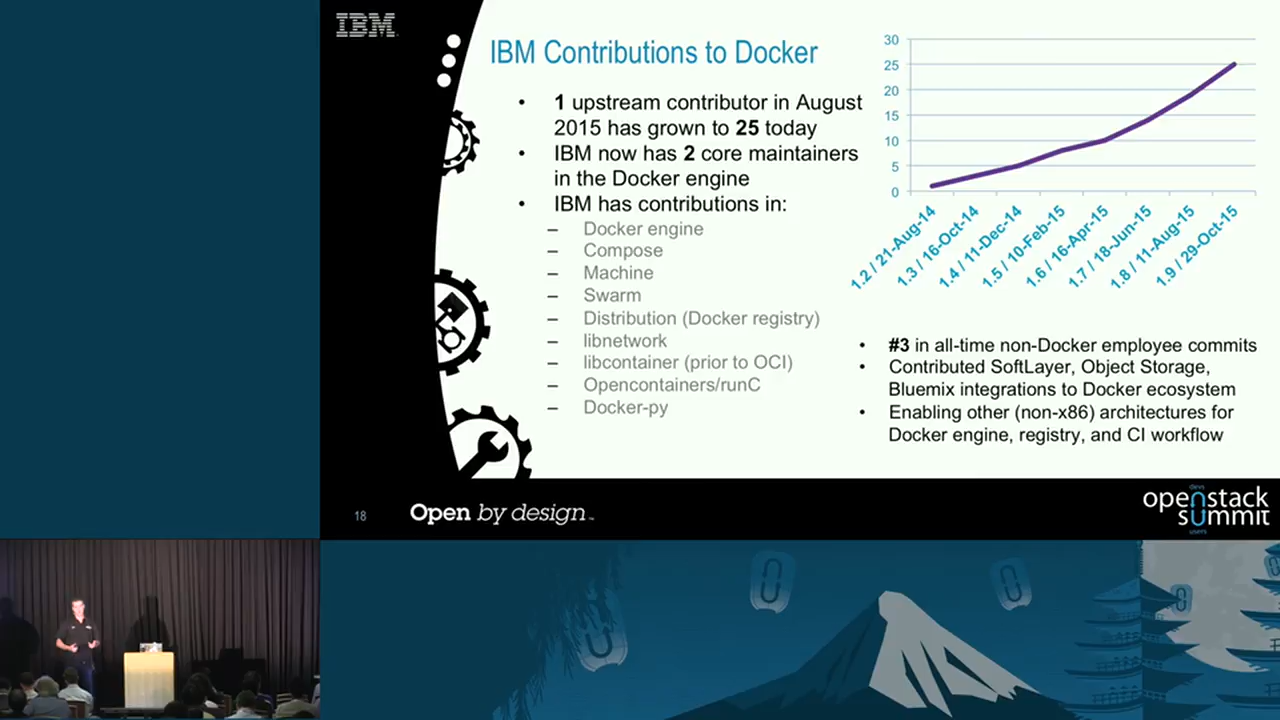 IBM
IBM Contributions to Docker
• 1 upstream contributor in August
2015 has grown to 25 today
• IBM now has 2 core maintainers
in the Docker engine
• IBM has contributions in:
– Docker engine
– Compose
– Machine
– Swarm
– Distribution (Docker registry)
– libnetwork
– libcontainer (prior to OCI)
– Opencontainers/runC
– Docker-py
30
25
20
15
10
5
0
1.2 / 21-Aug-14
1.3 / 16-Oct-14
1.4 / 11-Dec-14
1.5 / 10-Feb-15
1.6 / 16-Apr-15
1.7 / 18-Jun-15
1.8 / 11-Aug-15
1.9 / 29-Oct-15
• #3 in all-time non-Docker employee commits
• Contributed SoftLayer, Object Storage,
Bluemix integrations to Docker ecosystem
• Enabling other (non-x86) architectures for
Docker engine, registry, and CI workflow
18
Open by design™
devs
openstack
summit
users